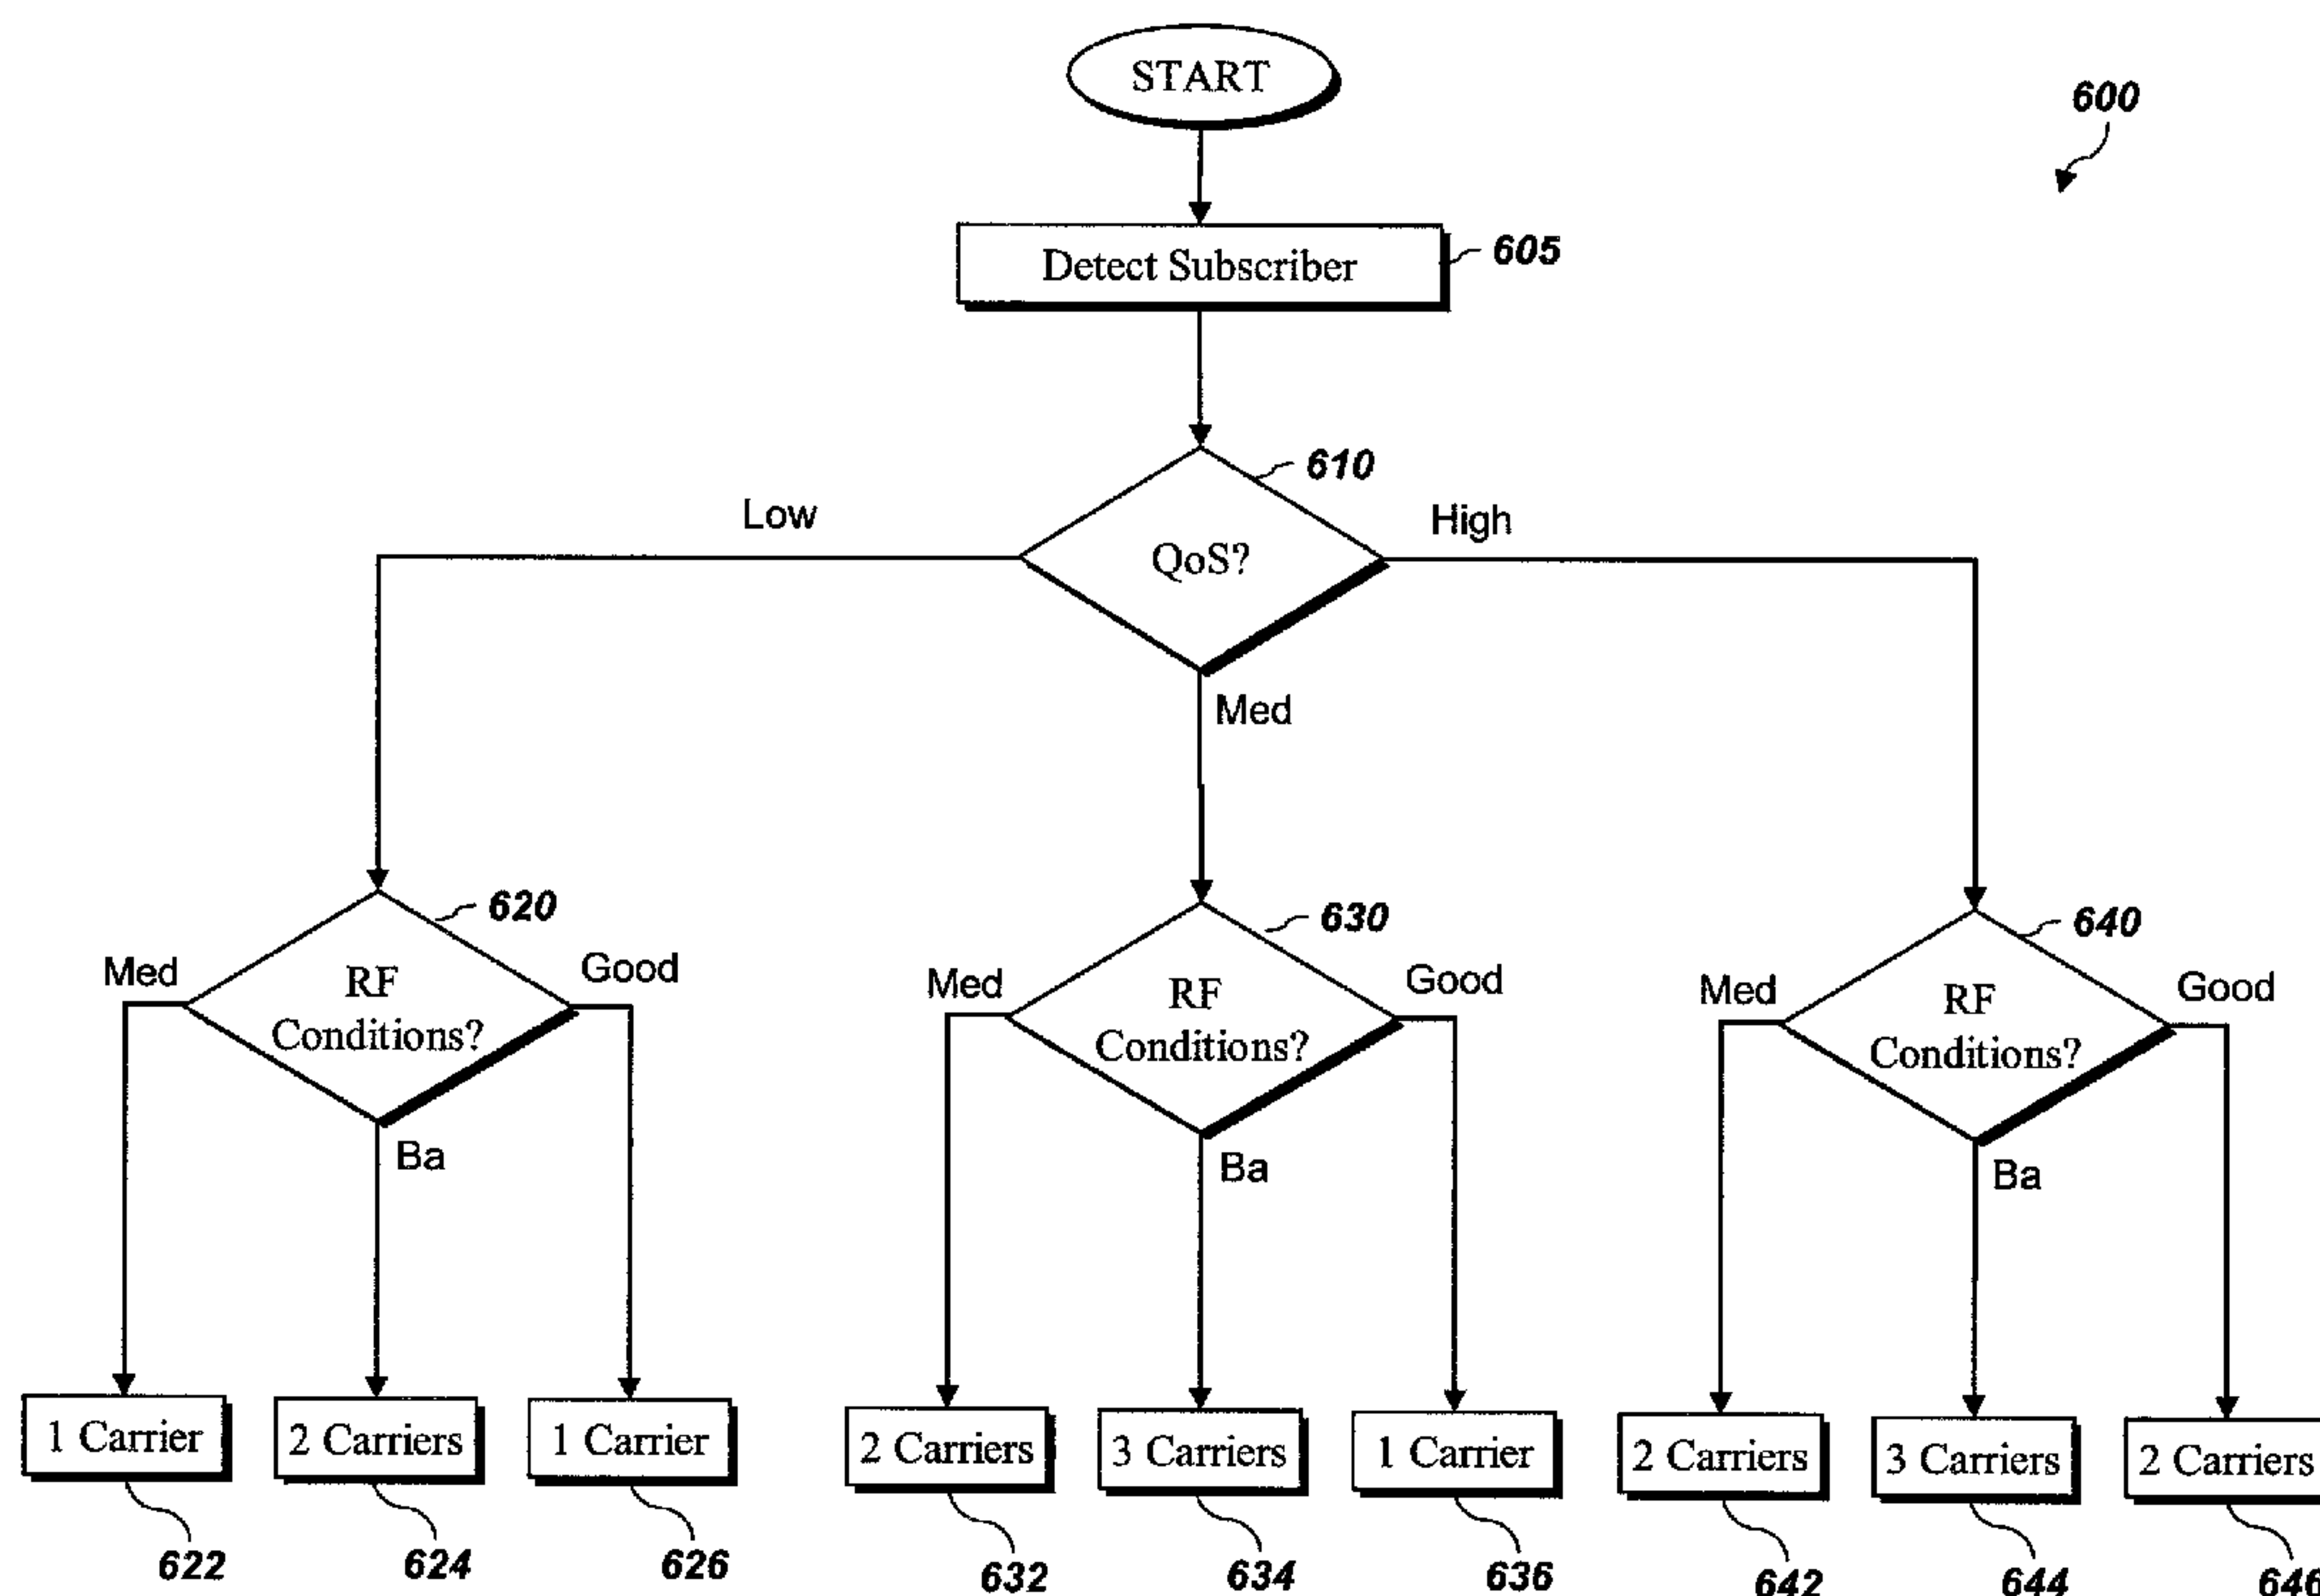 START
600
Detect Subscriber
605
610
Low
High
QoS?
Med
620
630
640
Med
RF
Conditions?
Good
Ba
Med
RF
Conditions?
Good
Ba
Med
RF
Conditions?
Good
Ba
1 Carrier
2 Carriers
1 Carrier
2 Carriers
3 Carriers
1 Carrier
2 Carriers
3 Carriers
2 Carriers
622
624
626
632
634
636
642
644
646